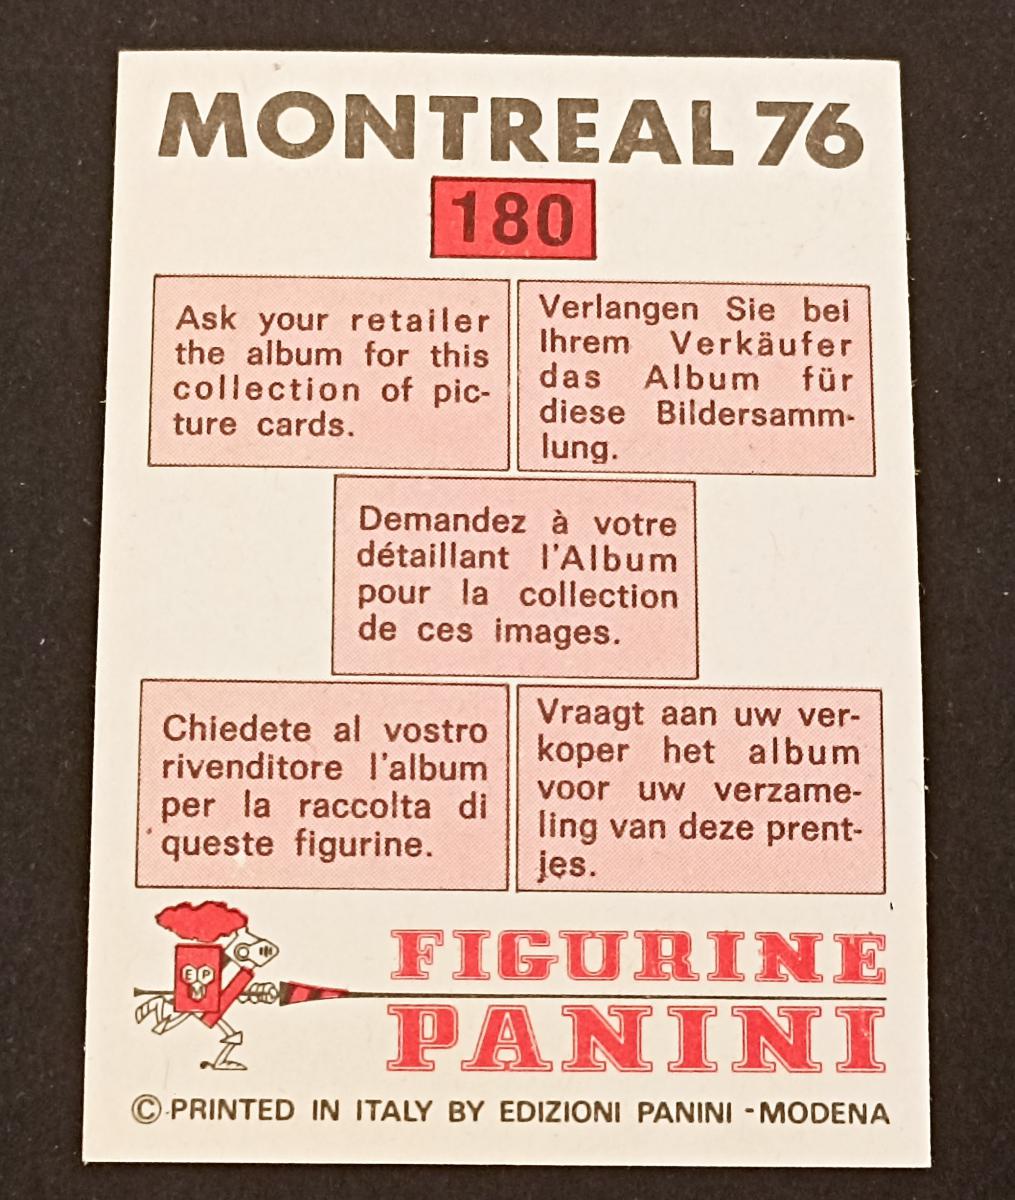 MONTREAL 76
180
Ask your retailer
the album for this
collection of pic-
ture cards.
Verlangen Sie bei
Ihrem Verkäufer
das Album für
diese Bildersamm-
lung.
Demandez à votre
détaillant l'Album
pour la collection
de ces images.
Chiedete al vostro
rivenditore l'album
per la raccolta di
queste figurine.
Vraagt aan uw ver-
koper het album
voor uw verzame-
ling van deze prent-
jes.
EPM
FIGURINE
PANINI
© PRINTED IN ITALY BY EDIZIONI PANINI - MODENA